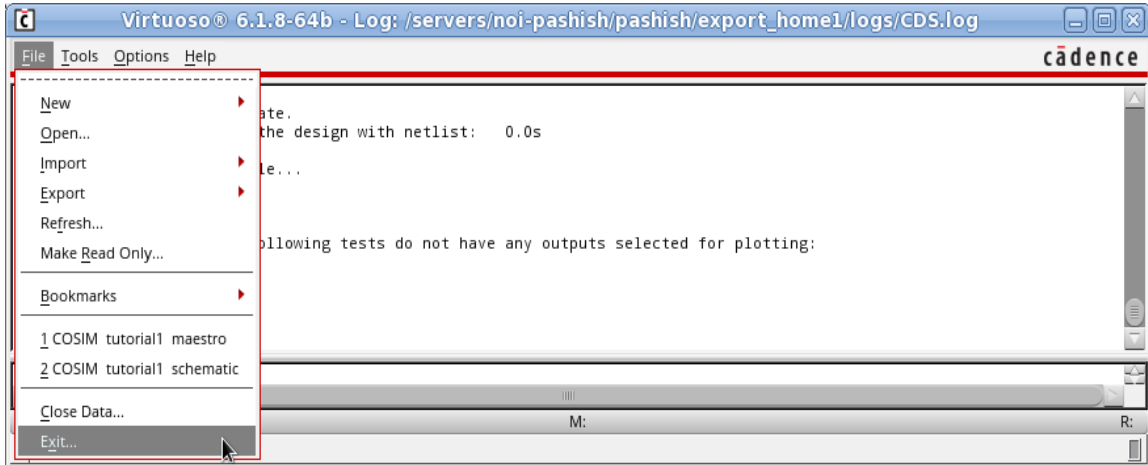 Virtuoso® 6.1.8-64b - Log: /servers/noi-pashish/pashish/export_home1/logs/CDS.log
File Tools Options Help
cādence
New
Open...
Import
Export
Refresh...
Make Read Only...
Bookmarks
1 COSIM tutorial1 maestro
2 COSIM tutorial1 schematic
Close Data...
Exit...
ate.
the design with netlist: 0.0s
le...
ollowing tests do not have any outputs selected for plotting:
M:
R: